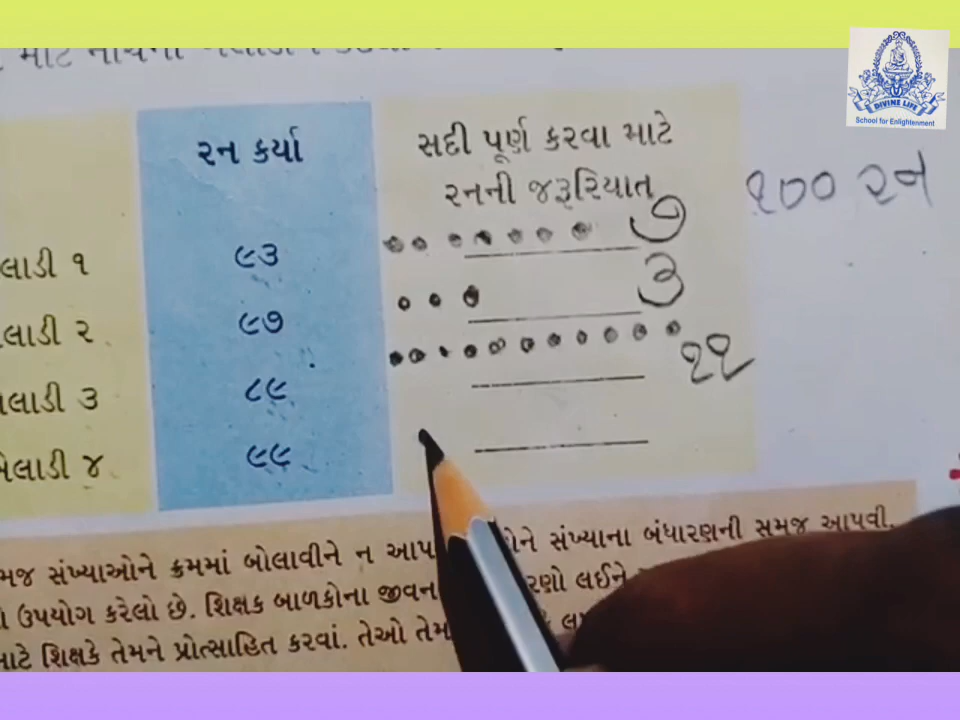 રન કર્યા
સદી પૂર્ણ કરવા માટે
રનની જરૂરિયાત
૧૦૦ રન
લાડી ૧ ૯૩ ૭
લાડી ૨ ૯૭ ૩
લાડી ૩ ૮૯ ૧૧
ખેલાડી ૪ ૯૯
મજ સંખ્યાઓને ક્રમમાં બોલાવીને ન આપ ોને સંખ્યાના બંધારણની સમજ આપવી.
ઉપયોગ કરેલો છે. શિક્ષક બાળકોના જીવન રણો લઈને
માટે શિક્ષકે તેમને પ્રોત્સાહિત કરવાં. તેઓ તેમ
DIVINE LIFE
School for Enlightenment